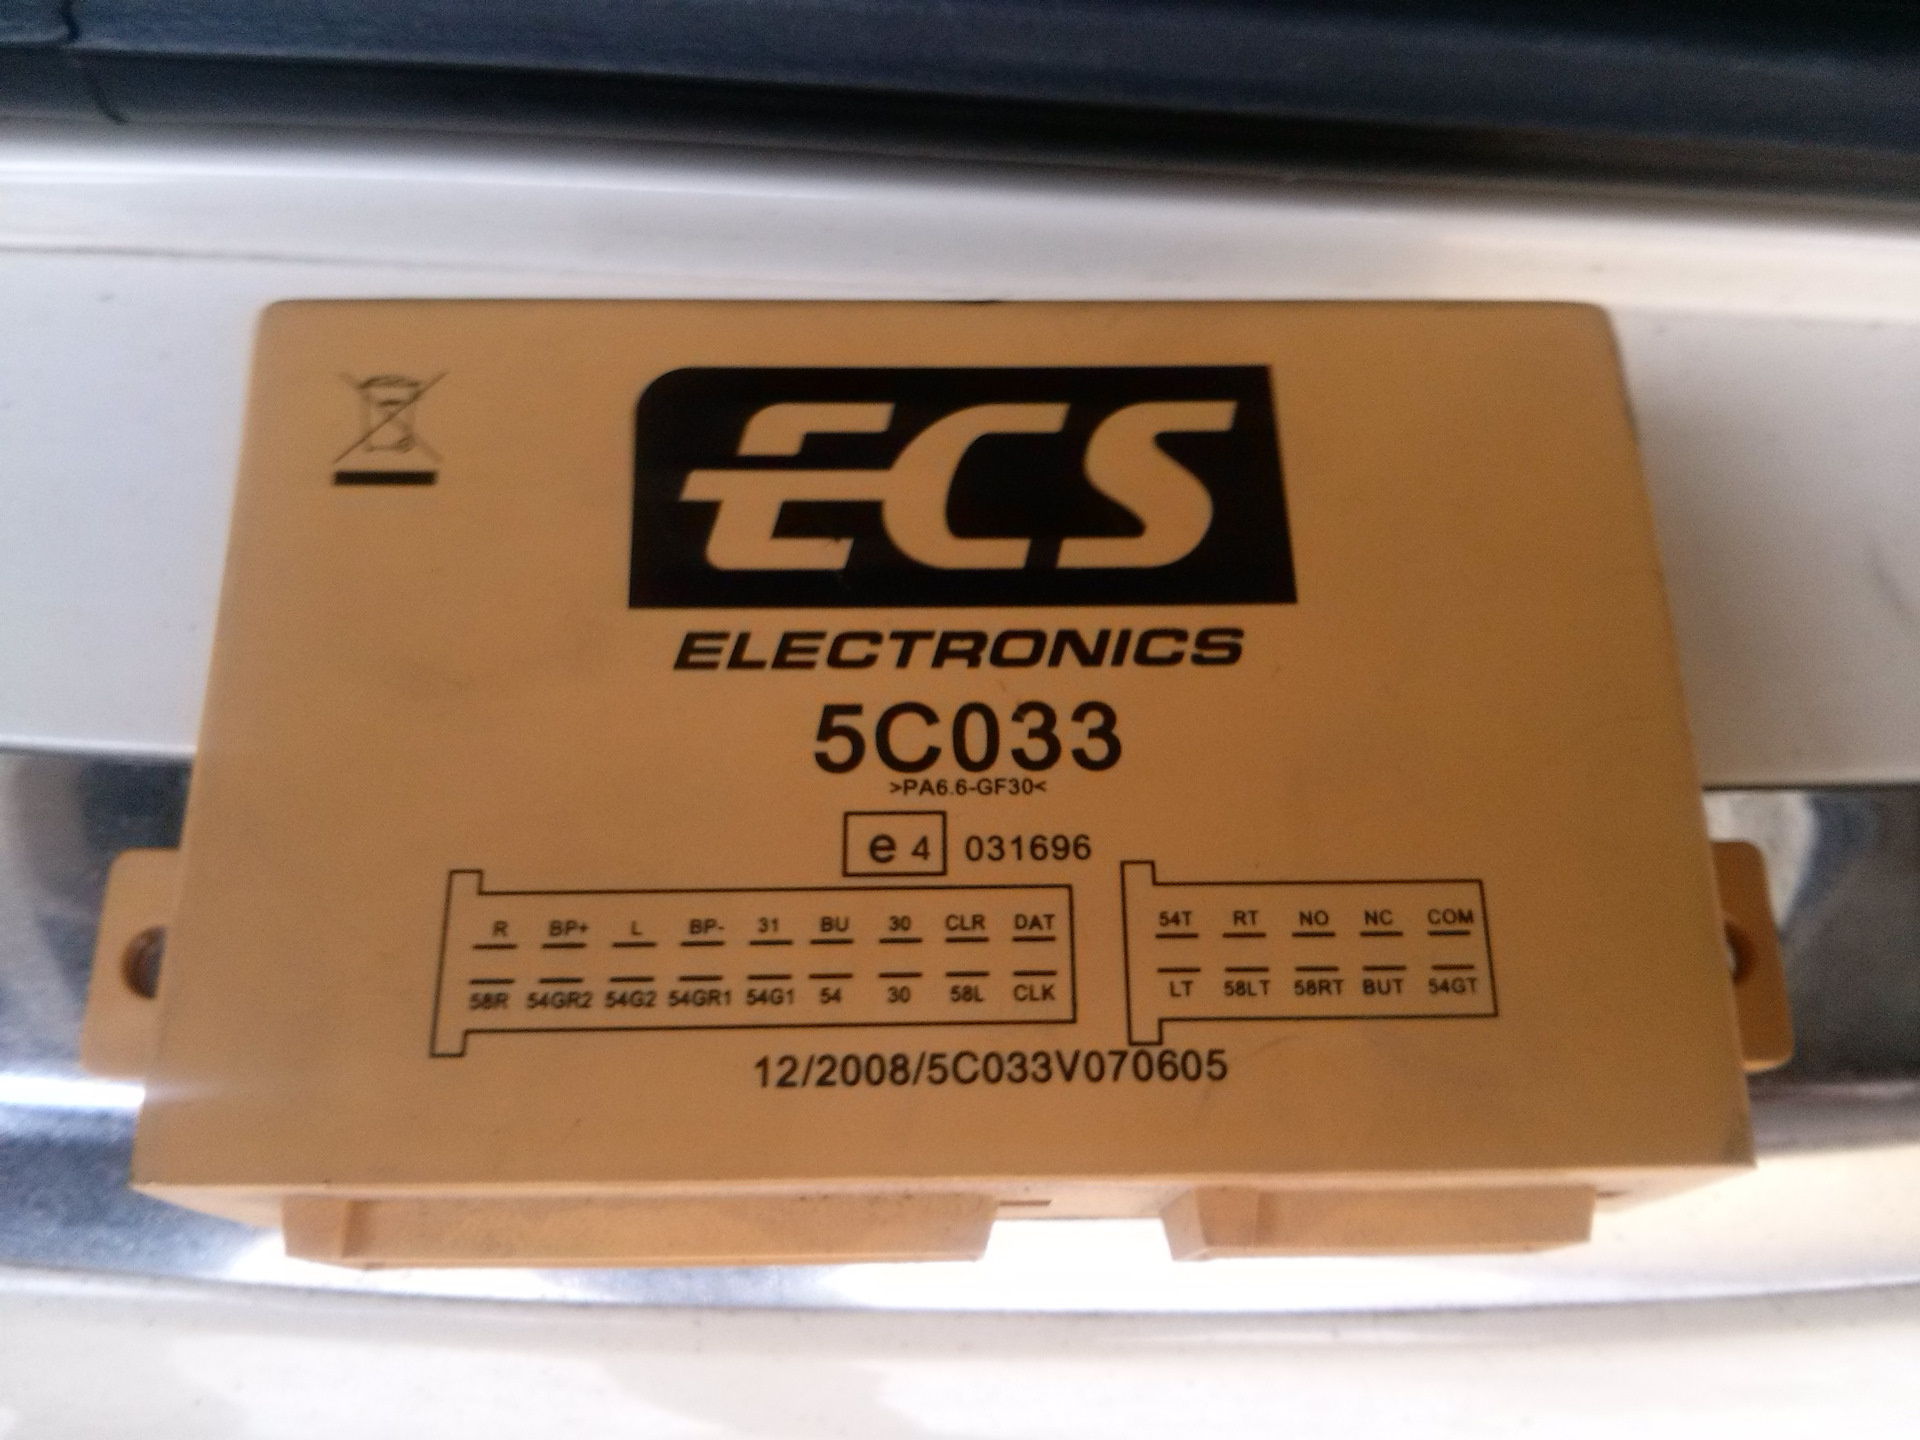 ECS
ELECTRONICS
5C033
>PA6.6-GF30<
e4 031696
R BP+ L BP- 31 BU 30 CLR DAT
58R 54GR2 54G2 54GR1 54G1 54 30 58L CLK
54T RT NO NC COM
LT 58LT 58RT BUT 54GT
12/2008/5C033V070605